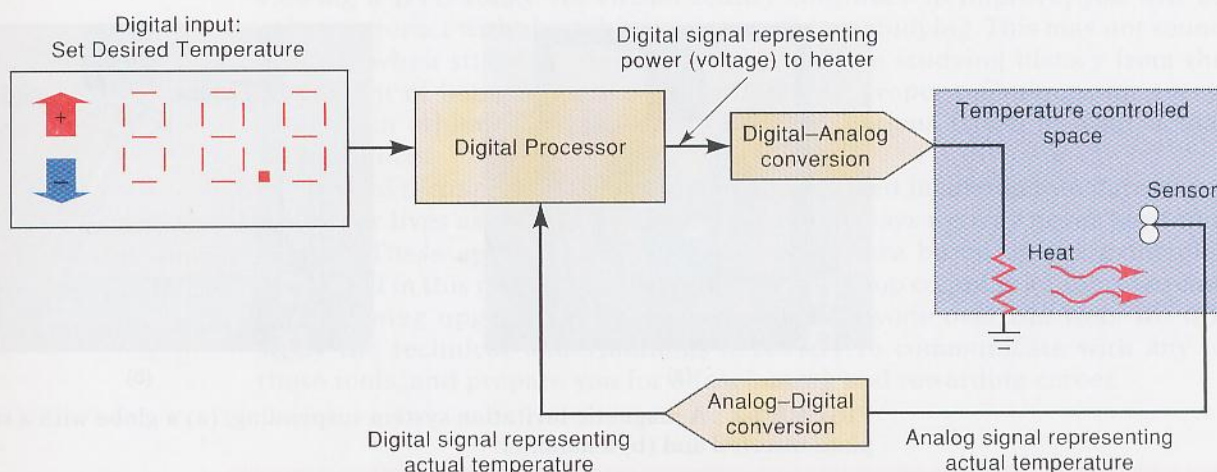 Digital input:
Set Desired Temperature
+
−
Digital Processor
Digital signal representing
power (voltage) to heater
Digital–Analog
conversion
Temperature controlled
space
Sensor
Heat
Analog–Digital
conversion
Digital signal representing
actual temperature
Analog signal representing
actual temperature